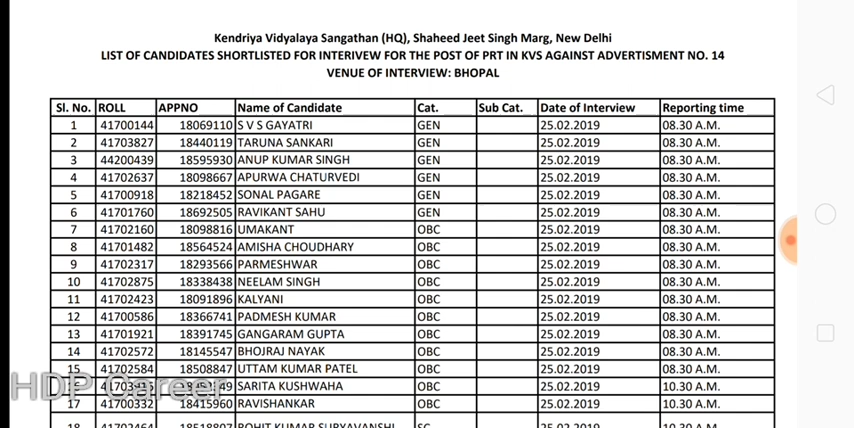 Kendriya Vidyalaya Sangathan (HQ), Shaheed Jeet Singh Marg, New Delhi
LIST OF CANDIDATES SHORTLISTED FOR INTERIVEW FOR THE POST OF PRT IN KVS AGAINST ADVERTISMENT NO. 14
VENUE OF INTERVIEW: BHOPAL
Sl. No. ROLL APPNO Name of Candidate Cat. Sub Cat. Date of Interview Reporting time
1 41700144 18069110 S V S GAYATRI GEN 25.02.2019 08.30 A.M.
2 41703827 18440119 TARUNA SANKARI GEN 25.02.2019 08.30 A.M.
3 44200439 18595930 ANUP KUMAR SINGH GEN 25.02.2019 08.30 A.M.
4 41702637 18098667 APURWA CHATURVEDI GEN 25.02.2019 08.30 A.M.
5 41700918 18218452 SONAL PAGARE GEN 25.02.2019 08.30 A.M.
6 41701760 18692505 RAVIKANT SAHU GEN 25.02.2019 08.30 A.M.
7 41702160 18098816 UMAKANT OBC 25.02.2019 08.30 A.M.
8 41701482 18564524 AMISHA CHOUDHARY OBC 25.02.2019 08.30 A.M.
9 41702317 18293566 PARMESHWAR OBC 25.02.2019 08.30 A.M.
10 41702875 18338438 NEELAM SINGH OBC 25.02.2019 08.30 A.M.
11 41702423 18091896 KALYANI OBC 25.02.2019 08.30 A.M.
12 41700586 18366741 PADMESH KUMAR OBC 25.02.2019 08.30 A.M.
13 41701921 18391745 GANGARAM GUPTA OBC 25.02.2019 08.30 A.M.
14 41702572 18145547 BHOJRAJ NAYAK OBC 25.02.2019 08.30 A.M.
15 41702584 18508847 UTTAM KUMAR PATEL OBC 25.02.2019 08.30 A.M.
SARITA KUSHWAHA OBC 25.02.2019 10.30 A.M.
HDP Career
17 41700332 18415960 RAVISHANKAR OBC 25.02.2019 10.30 A.M.
18 41702464 18518807 ROHIT KUMAR SURYAVANSHI SC 25.02.2019 10.30 A.M.